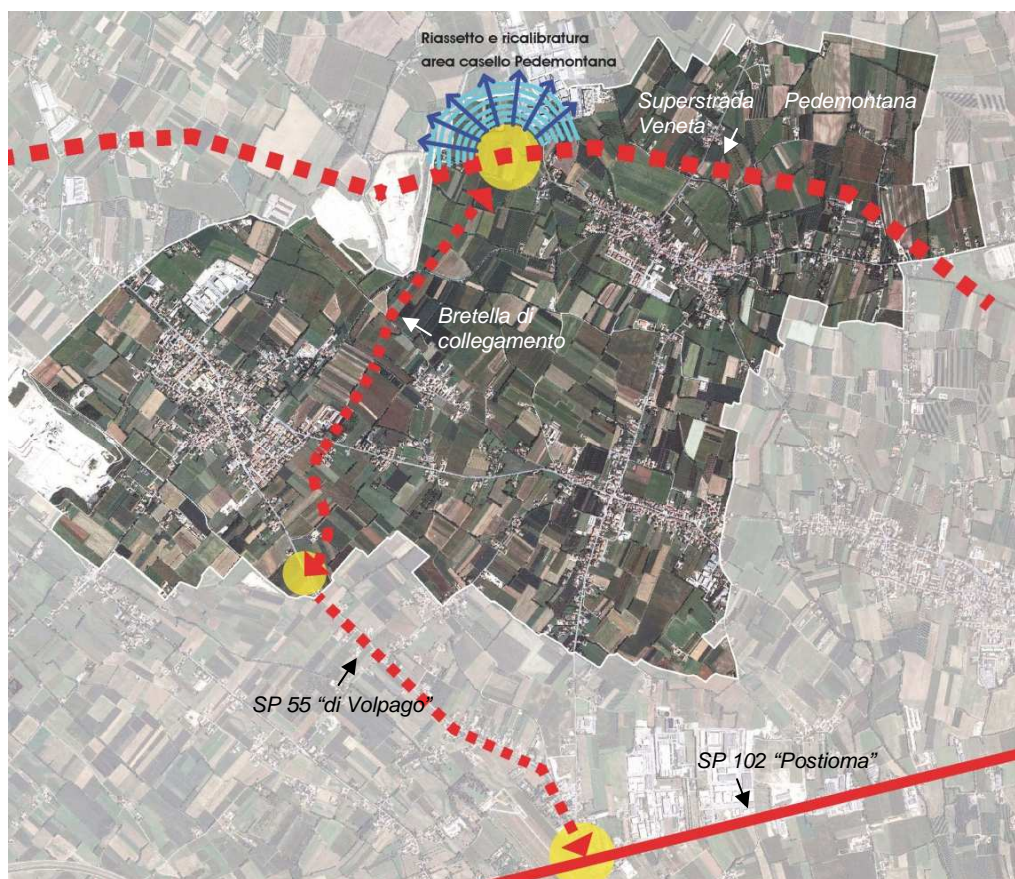 Riassetto e ricalibratura
area casello Pedemontana
Superstrada Pedemontana
Veneta
Bretella di
collegamento
SP 55 “di Volpago”
SP 102 “Postioma”